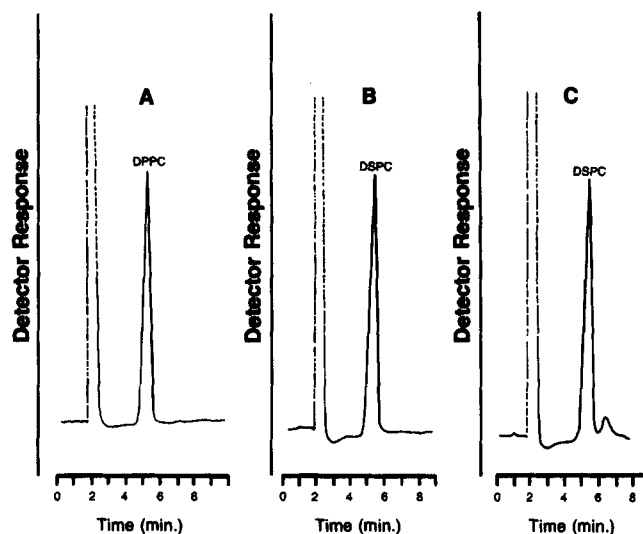 A
DPPC
Detector Response
0 2 4 6 8
Time (min.)
B
DSPC
Detector Response
0 2 4 6 8
Time (min.)
C
DSPC
Detector Response
0 2 4 6 8
Time (min.)